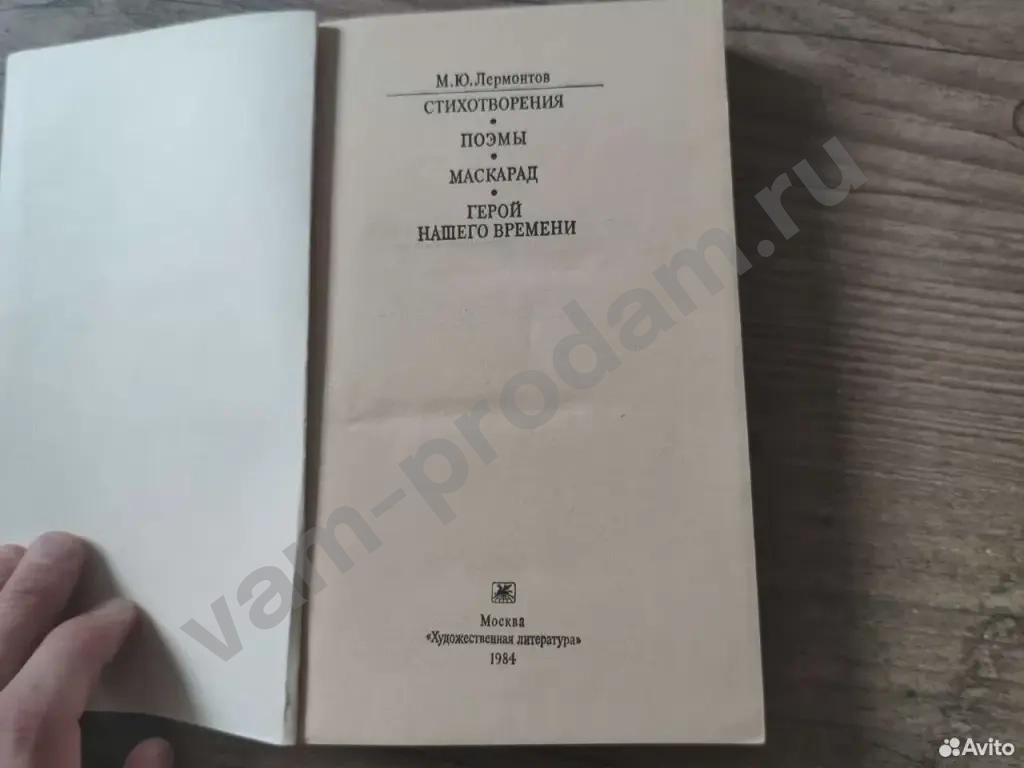 М.Ю.Лермонтов
СТИХОТВОРЕНИЯ
•
ПОЭМЫ
•
МАСКАРАД
•
ГЕРОЙ
НАШЕГО ВРЕМЕНИ
Москва
«Художественная литература»
1984
vam-prodam.ru
Avito